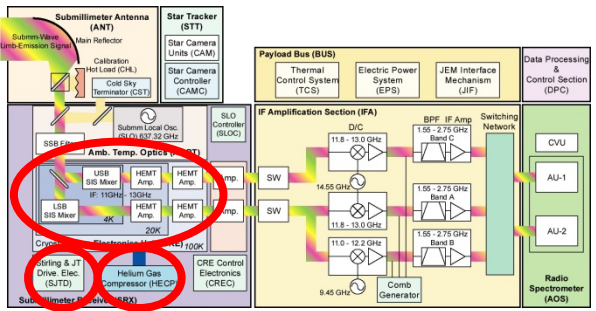 Submillimeter Antenna
(ANT)
Submm-Wave
Limb-Emission Signal
Main Reflector
Calibration
Hot Load (CHL)
Cold Sky
Terminator (CST)
Star Tracker
(STT)
Star Camera
Units (CAM)
Star Camera
Controller
(CAMC)
Payload Bus (BUS)
Thermal
Control System
(TCS)
Electric Power
System
(EPS)
JEM Interface
Mechanism
(JIF)
Data Processing
& Control Section
(DPC)
Submm Local Osc.
(SLO) 637.32 GHz
SLO
Controller
(SLOC)
SSB
Amb. Temp. Optics
USB
SIS Mixer
HEMT
Amp.
HEMT
Amp.
IF: 11GHz - 13GHz
LSB
SIS Mixer
HEMT
Amp.
HEMT
Amp.
4K
20K
100K
mp.
mp.
Stirling & JT
Drive. Elec.
(SJTD)
Helium Gas
Compressor (HECP)
CRE Control
Electronics
(CREC)
IF Amplification Section (IFA)
D/C
BPF IF Amp
Switching
Network
11.8 - 13.0 GHz
1.55 - 2.75 GHz
Band C
SW
14.55 GHz
SW
1.55 - 2.75 GHz
Band A
11.8 - 13.0 GHz
11.0 - 12.2 GHz
1.55 - 2.75 GHz
Band B
9.45 GHz
Comb
Generator
CVU
AU-1
AU-2
Radio
Spectrometer
(AOS)